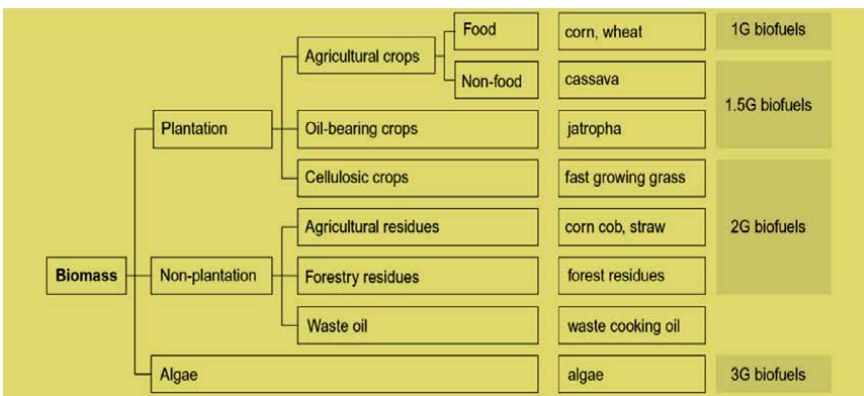 Food
corn, wheat
1G biofuels
Agricultural crops
Non-food
cassava
1.5G biofuels
Plantation
Oil-bearing crops
jatropha
Cellulosic crops
fast growing grass
Agricultural residues
corn cob, straw
2G biofuels
Biomass
Non-plantation
Forestry residues
forest residues
Waste oil
waste cooking oil
Algae
algae
3G biofuels